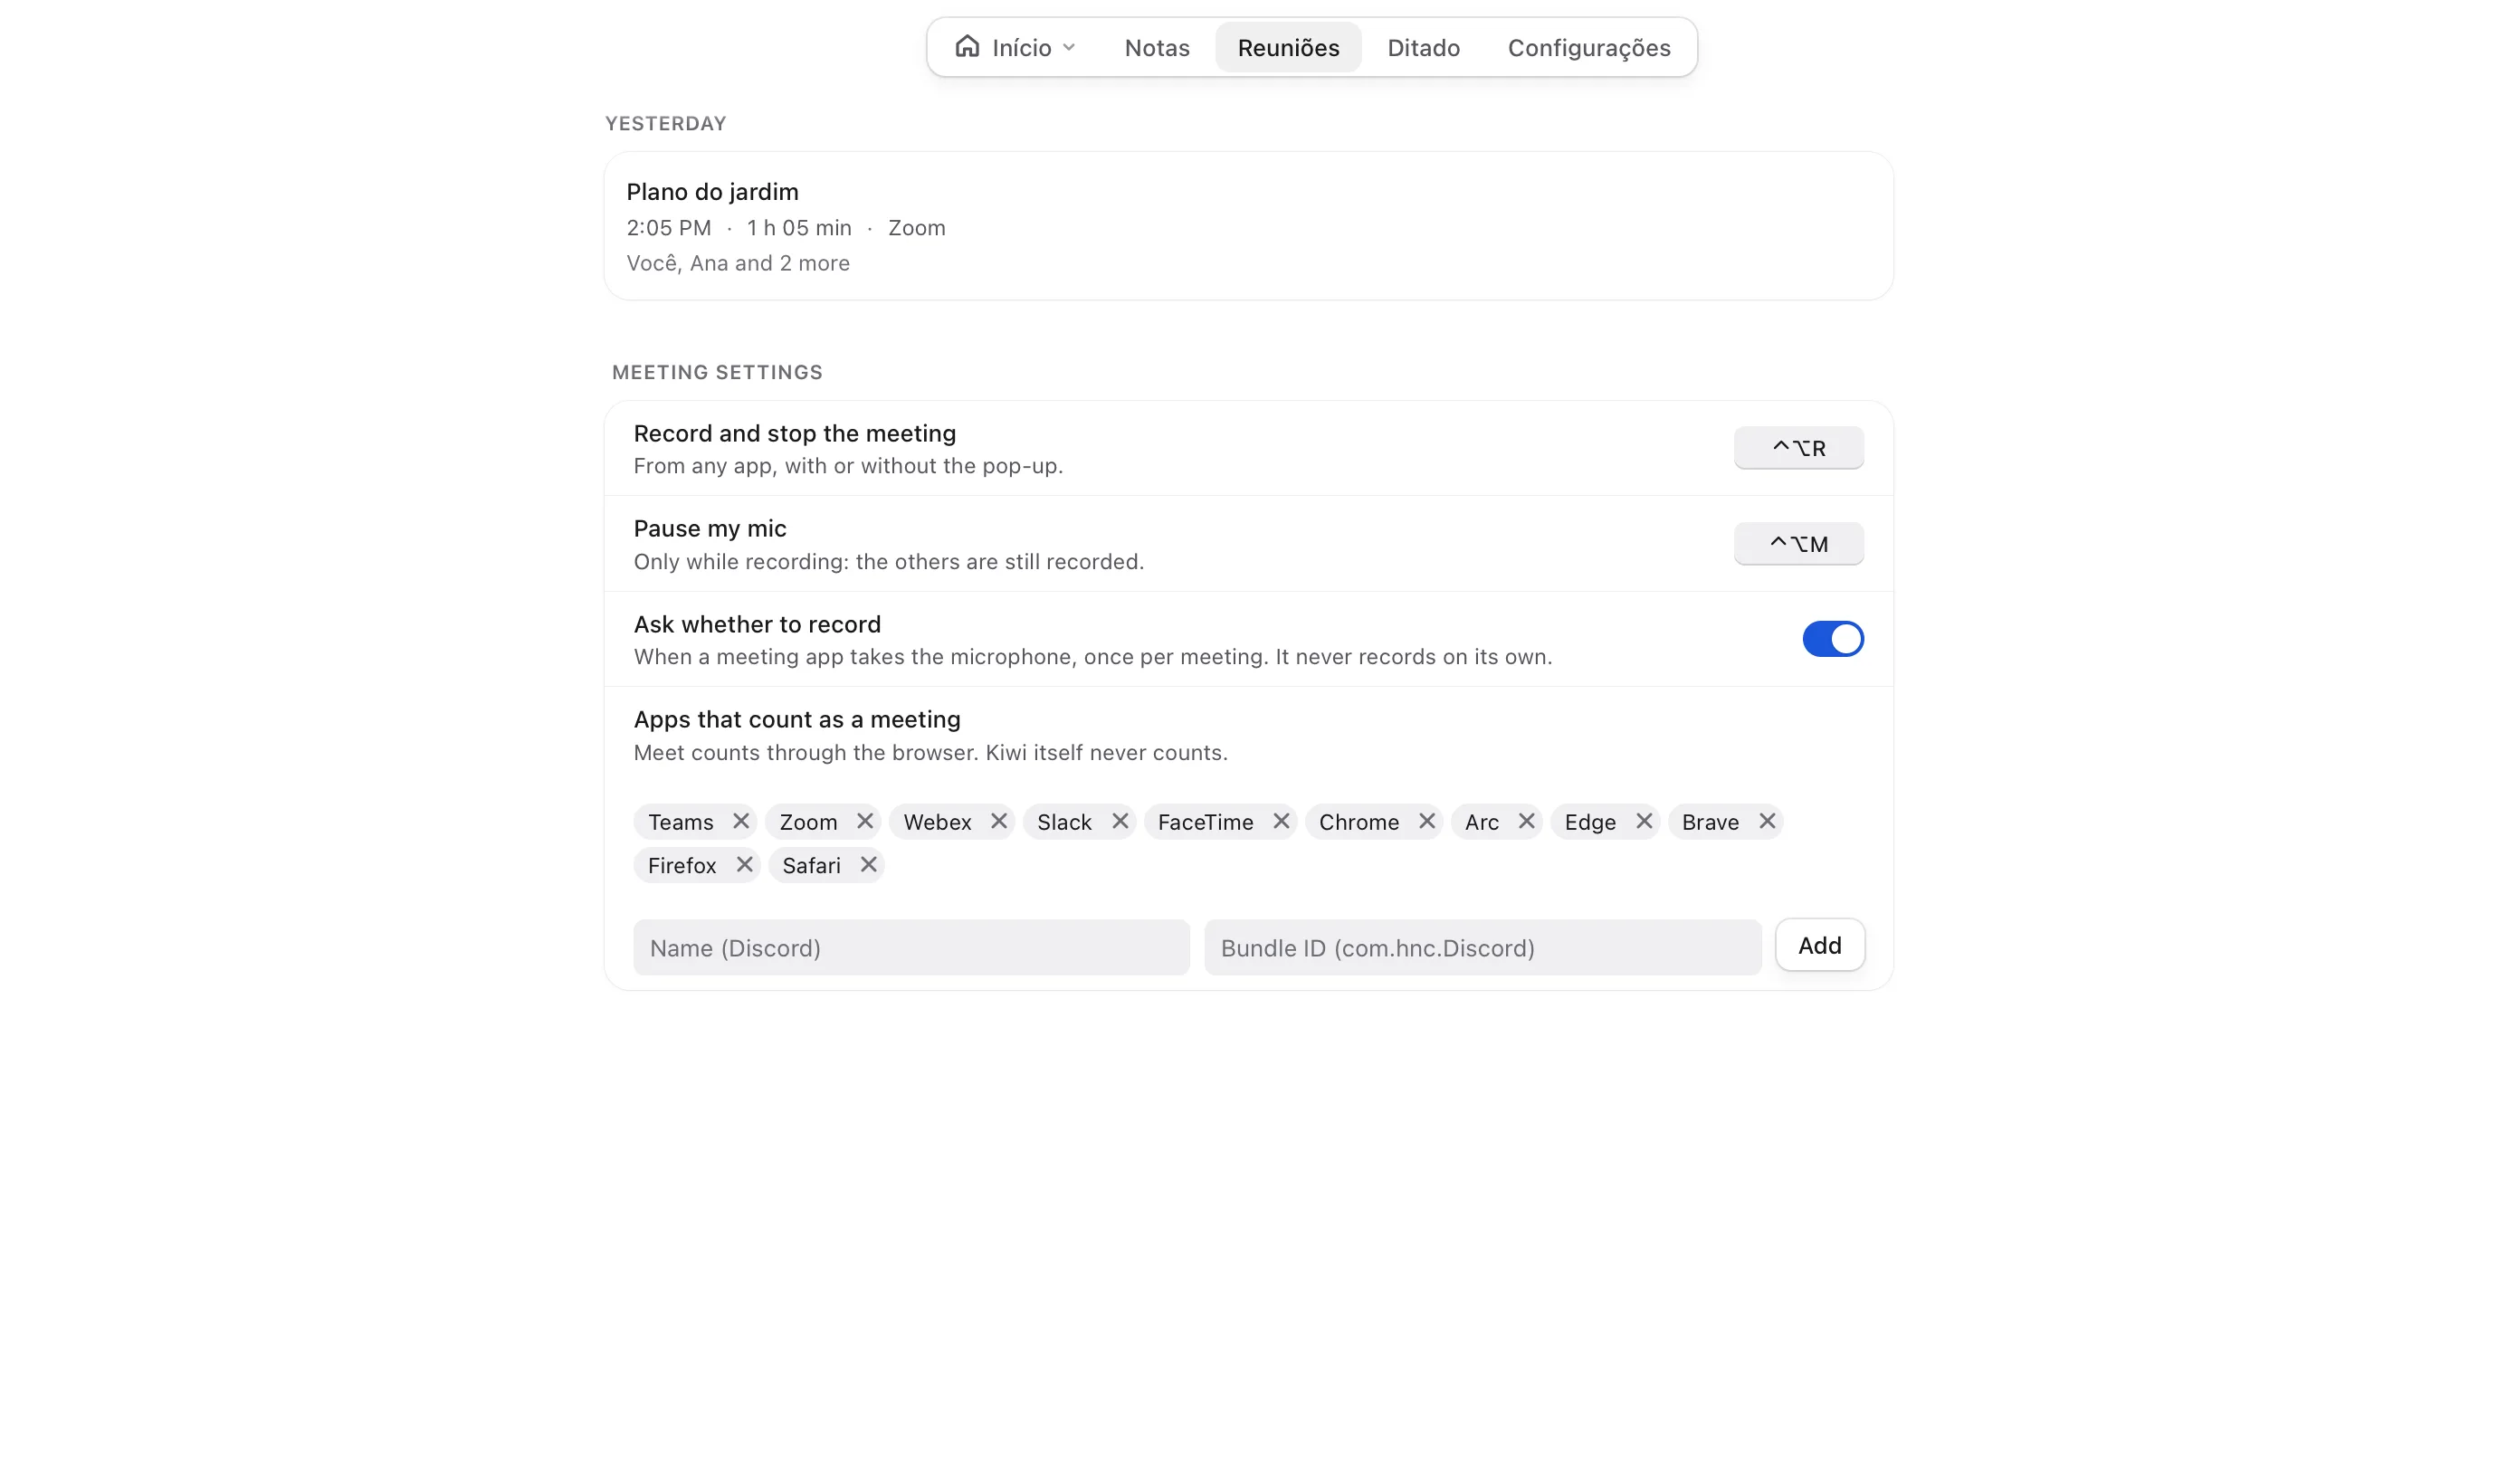 Início Notas Reuniões Ditado Configurações
YESTERDAY
Plano do jardim
2:05 PM · 1 h 05 min · Zoom
Você, Ana and 2 more
MEETING SETTINGS
Record and stop the meeting
From any app, with or without the pop-up.
⌃⌥R
Pause my mic
Only while recording: the others are still recorded.
⌃⌥M
Ask whether to record
When a meeting app takes the microphone, once per meeting. It never records on its own.
Apps that count as a meeting
Meet counts through the browser. Kiwi itself never counts.
Teams Zoom Webex Slack FaceTime Chrome Arc Edge Brave
Firefox Safari
Name (Discord) Bundle ID (com.hnc.Discord) Add